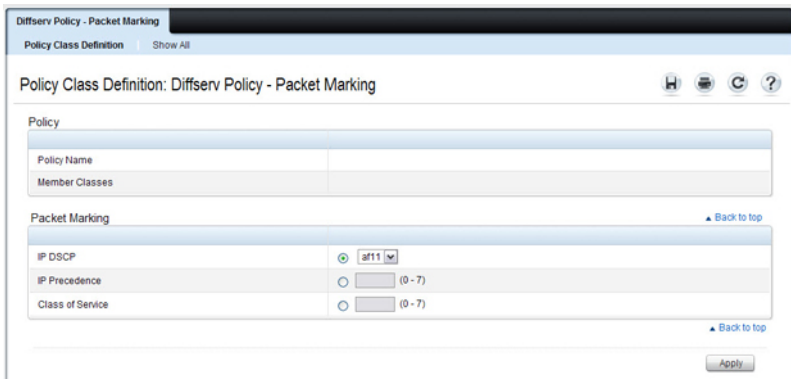 Diffserv Policy - Packet Marking
Policy Class Definition Show All
Policy Class Definition: Diffserv Policy - Packet Marking
Policy
Policy Name
Member Classes
Packet Marking
Back to top
IP DSCP af11
IP Precedence (0 - 7)
Class of Service (0 - 7)
Back to top
Apply